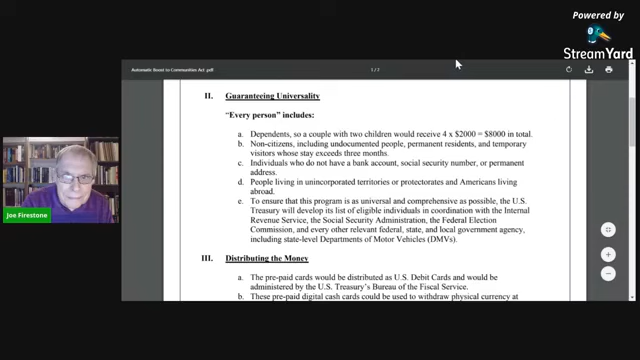 Powered by
StreamYard
Automatic Boost to Communities Act .pdf
1 / 7
II. Guaranteeing Universality
"Every person" includes:
a. Dependents, so a couple with two children would receive 4 x $2000 = $8000 in total.
b. Non-citizens, including undocumented people, permanent residents, and temporary
visitors whose stay exceeds three months.
c. Individuals who do not have a bank account, social security number, or permanent
address.
d. People living in unincorporated territories or protectorates and Americans living
abroad.
e. To ensure that this program is as universal and comprehensive as possible, the U.S.
Treasury will develop its list of eligible individuals in coordination with the Internal
Revenue Service, the Social Security Administration, the Federal Election
Commission, and every other relevant federal, state, and local government agency,
including state-level Departments of Motor Vehicles (DMVs).
III. Distributing the Money
a. The pre-paid cards would be distributed as U.S. Debit Cards and would be
administered by the U.S. Treasury's Bureau of the Fiscal Service.
b. These pre-paid digital cash cards could be used to withdraw physical currency at
Joe Firestone